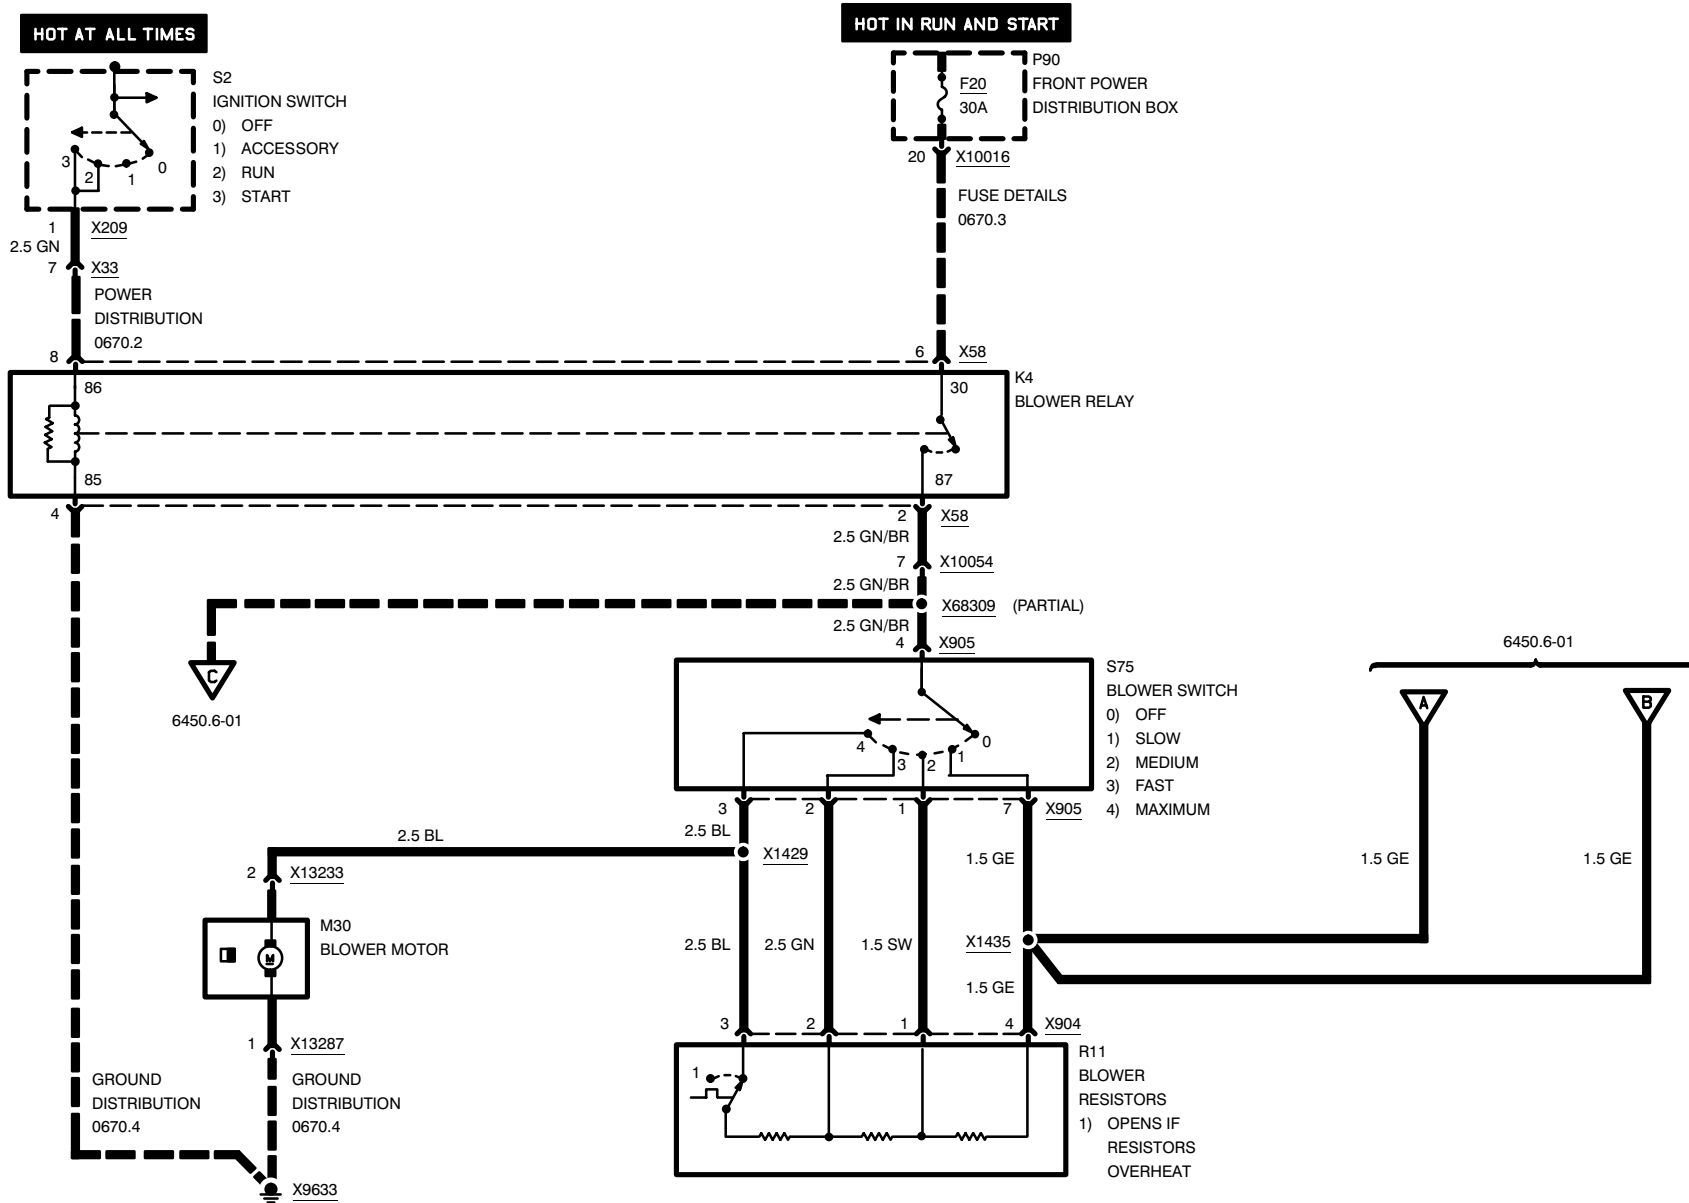 HOT AT ALL TIMES
HOT IN RUN AND START
S2
IGNITION SWITCH
0) OFF
1) ACCESSORY
2) RUN
3) START
3
2
1
0
P90
FRONT POWER
DISTRIBUTION BOX
F20
30A
20 X10016
FUSE DETAILS
0670.3
1 X209
2.5 GN
7 X33
POWER
DISTRIBUTION
0670.2
8
6 X58
86
30
K4
BLOWER RELAY
85
87
4
2 X58
2.5 GN/BR
7 X10054
2.5 GN/BR
X68309 (PARTIAL)
2.5 GN/BR
4 X905
C
6450.6-01
6450.6-01
A
B
S75
BLOWER SWITCH
0) OFF
1) SLOW
2) MEDIUM
3) FAST
4) MAXIMUM
4
3
2
1
0
3 2 1 7 X905
2.5 BL
2.5 BL
X1429
1.5 GE
1.5 GE
1.5 GE
2 X13233
M30
BLOWER MOTOR
M
2.5 BL
2.5 GN
1.5 SW
X1435
1.5 GE
3 2 1 4 X904
1 X13287
R11
BLOWER
RESISTORS
1) OPENS IF
RESISTORS
OVERHEAT
1
GROUND
DISTRIBUTION
0670.4
GROUND
DISTRIBUTION
0670.4
X9633